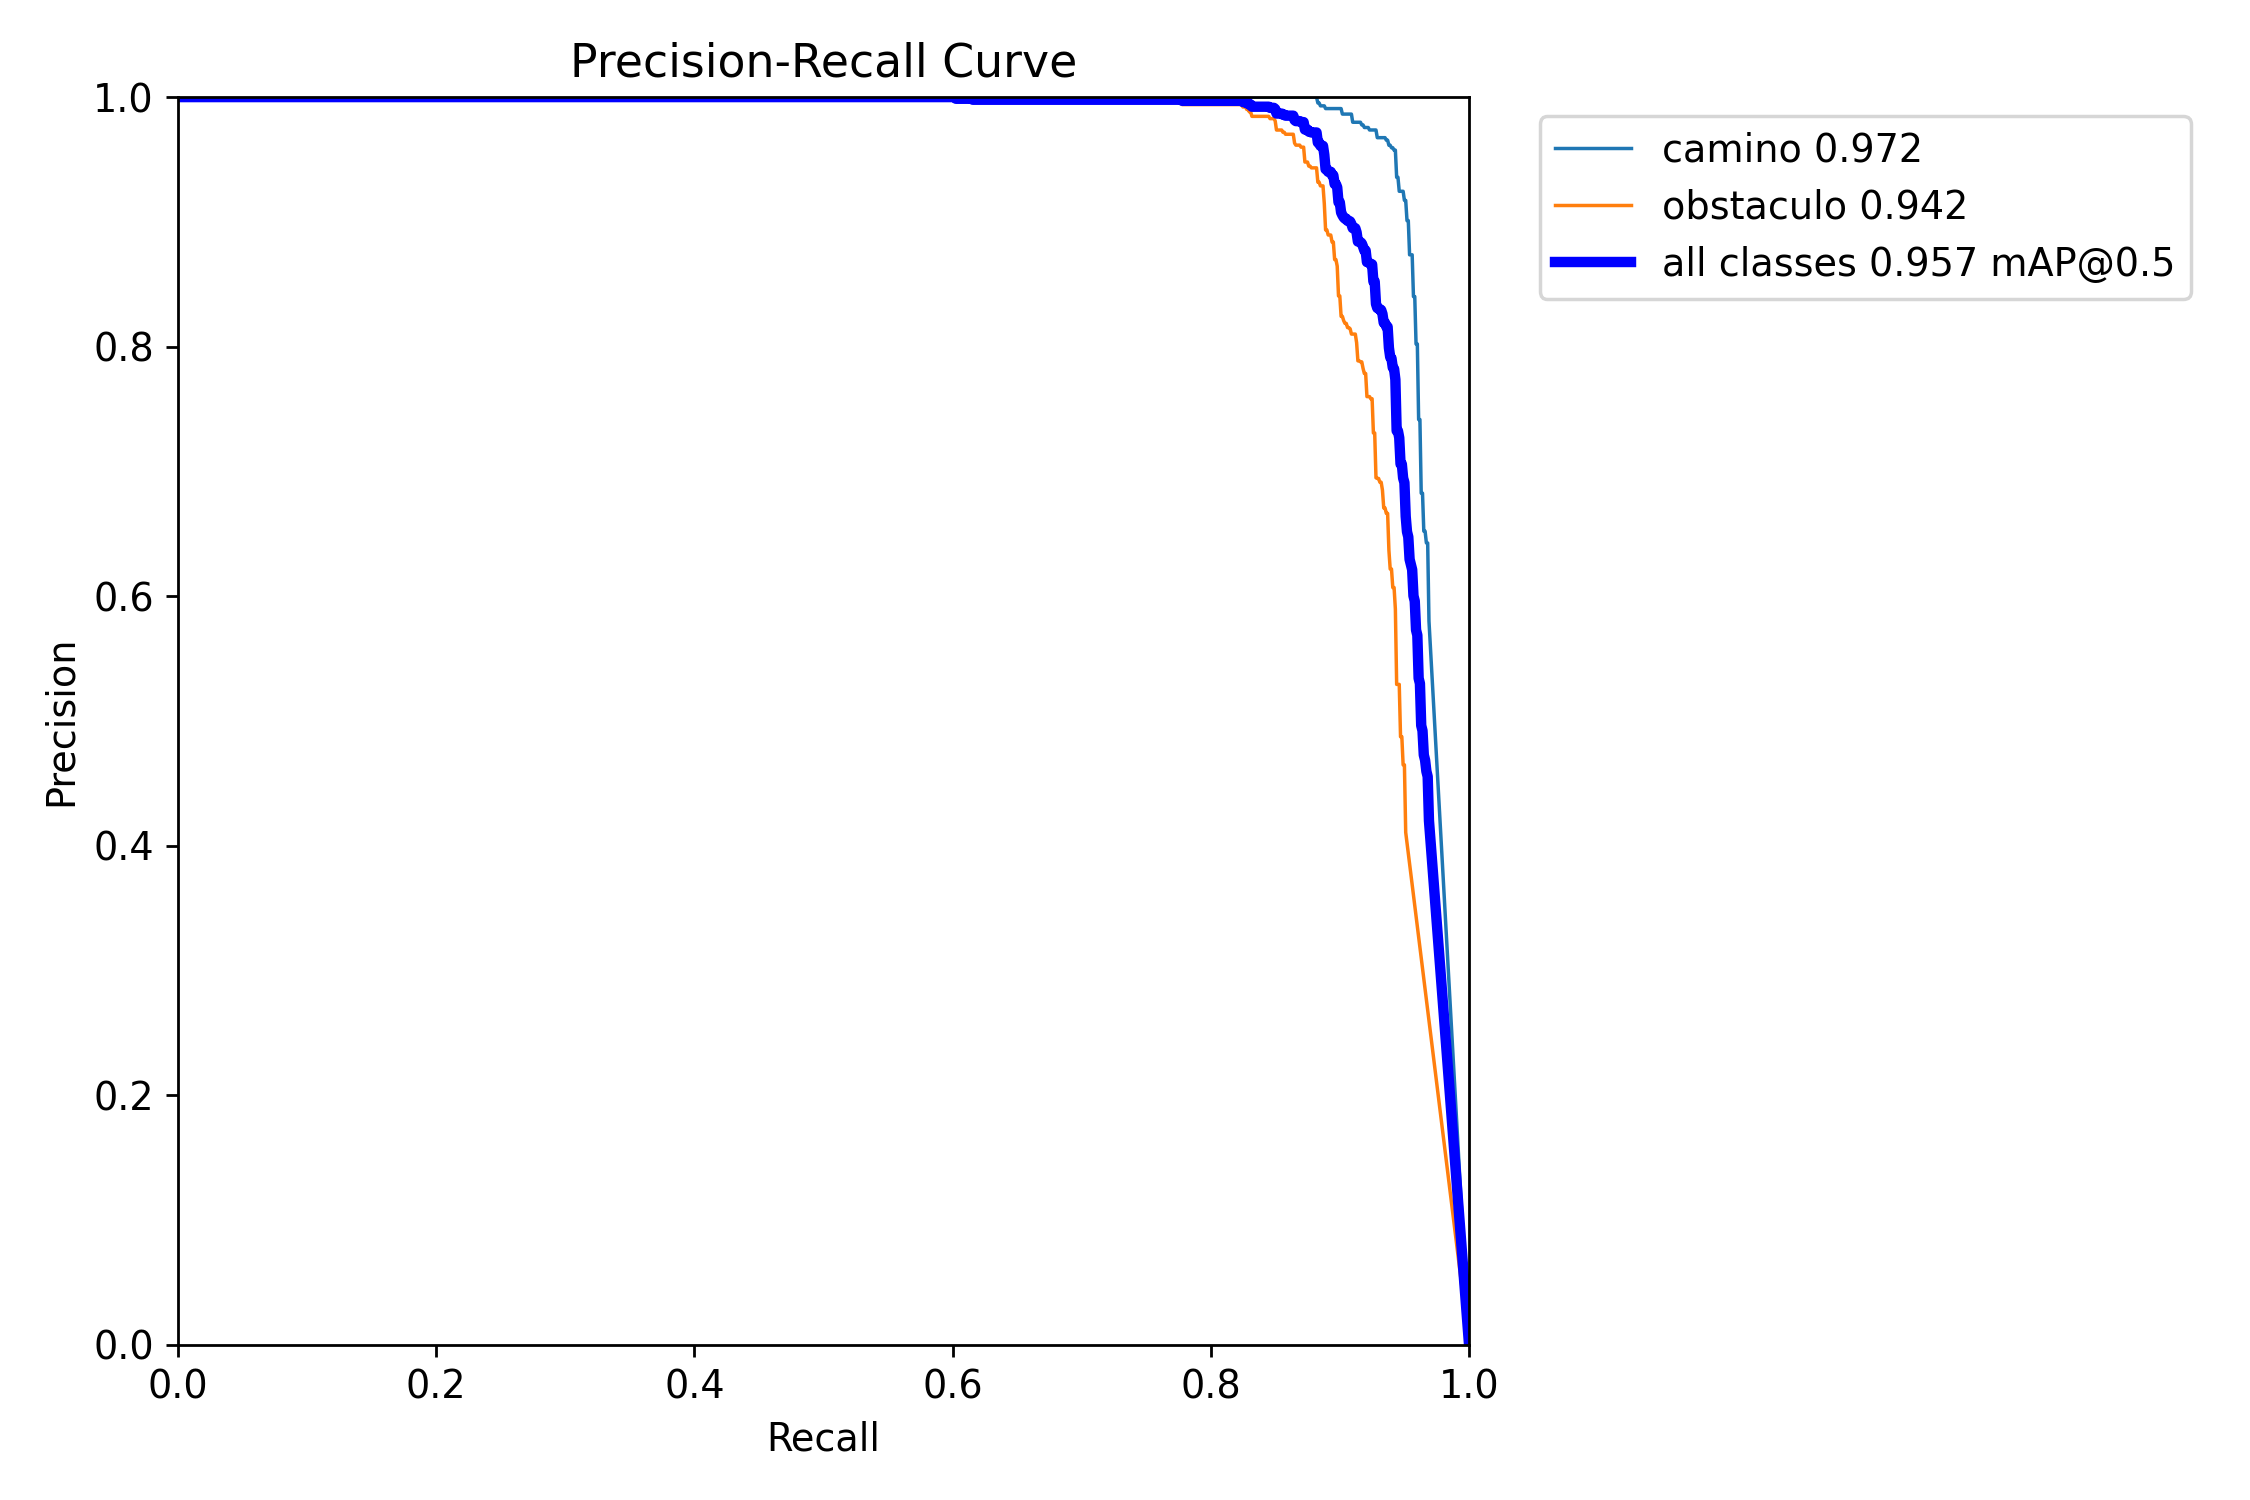 Precision-Recall Curve
1.0
0.8
0.6
0.4
0.2
0.0
Precision
0.0 0.2 0.4 0.6 0.8 1.0
Recall
camino 0.972
obstaculo 0.942
all classes 0.957 mAP@0.5